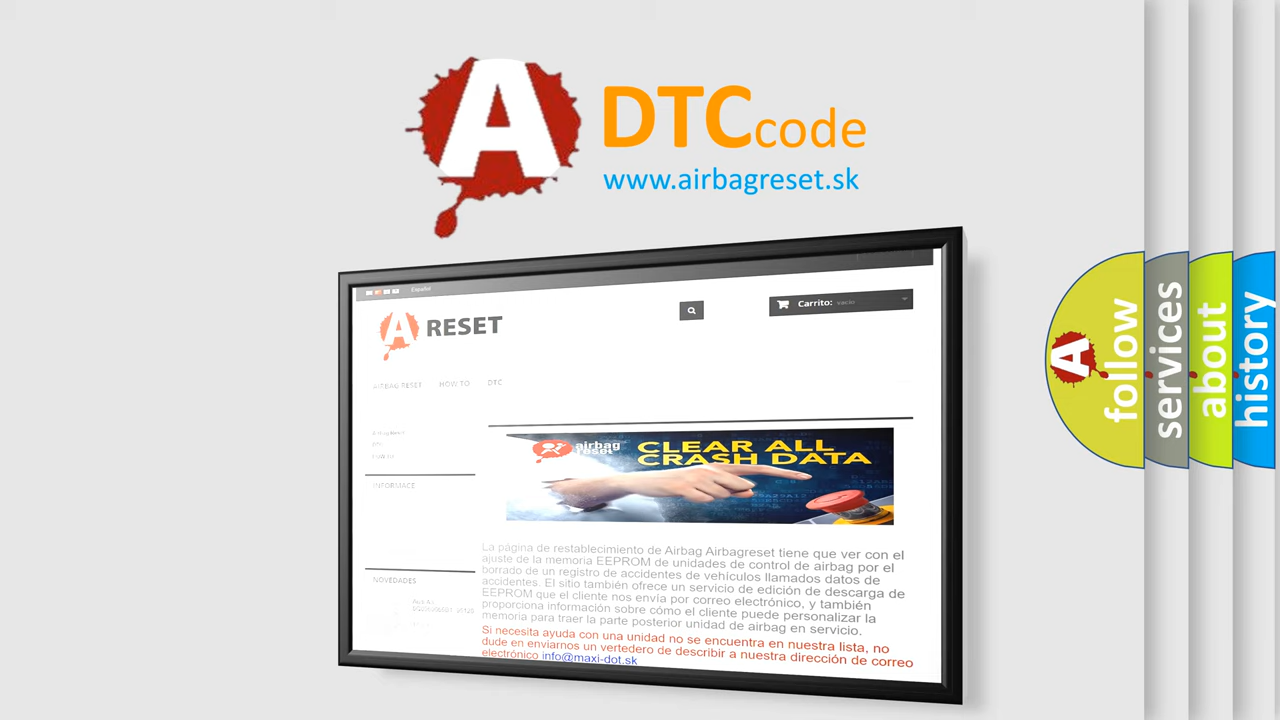 A
DTCcode
www.airbagreset.sk
Español
A RESET
Carrito: vacío
AIRBAG RESET HOW TO DTC
airbag
reset
CLEAR ALL
CRASH DATA
INFORMACE
NOVEDADES
La página de restablecimiento de Airbag Airbagreset tiene que ver con el
ajuste de la memoria EEPROM de unidades de control de airbag por el
borrado de un registro de accidentes de vehículos llamados datos de
accidentes. El sitio también ofrece un servicio de edición de descarga de
EEPROM que el cliente nos envía por correo electrónico, y también
proporciona información sobre cómo el cliente puede personalizar la
memoria para traer la parte posterior unidad de airbag en servicio.
Si necesita ayuda con una unidad no se encuentra en nuestra lista, no
dude en enviarnos un vertedero de describir a nuestra dirección de correo
electrónico info@maxi-dot.sk
A
follow
services
about
history